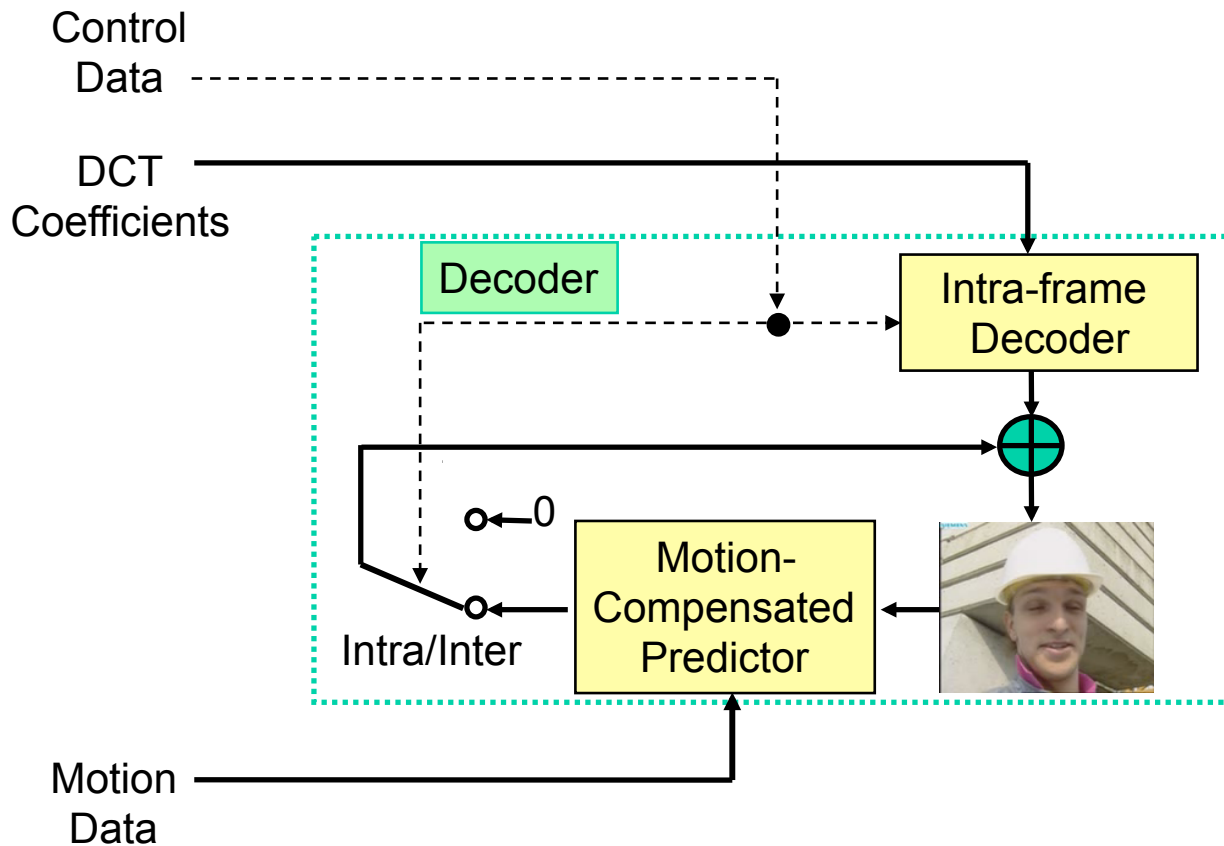 Control
Data
DCT
Coefficients
Decoder
Intra-frame
Decoder
0
Motion-
Compensated
Predictor
Intra/Inter
Motion
Data